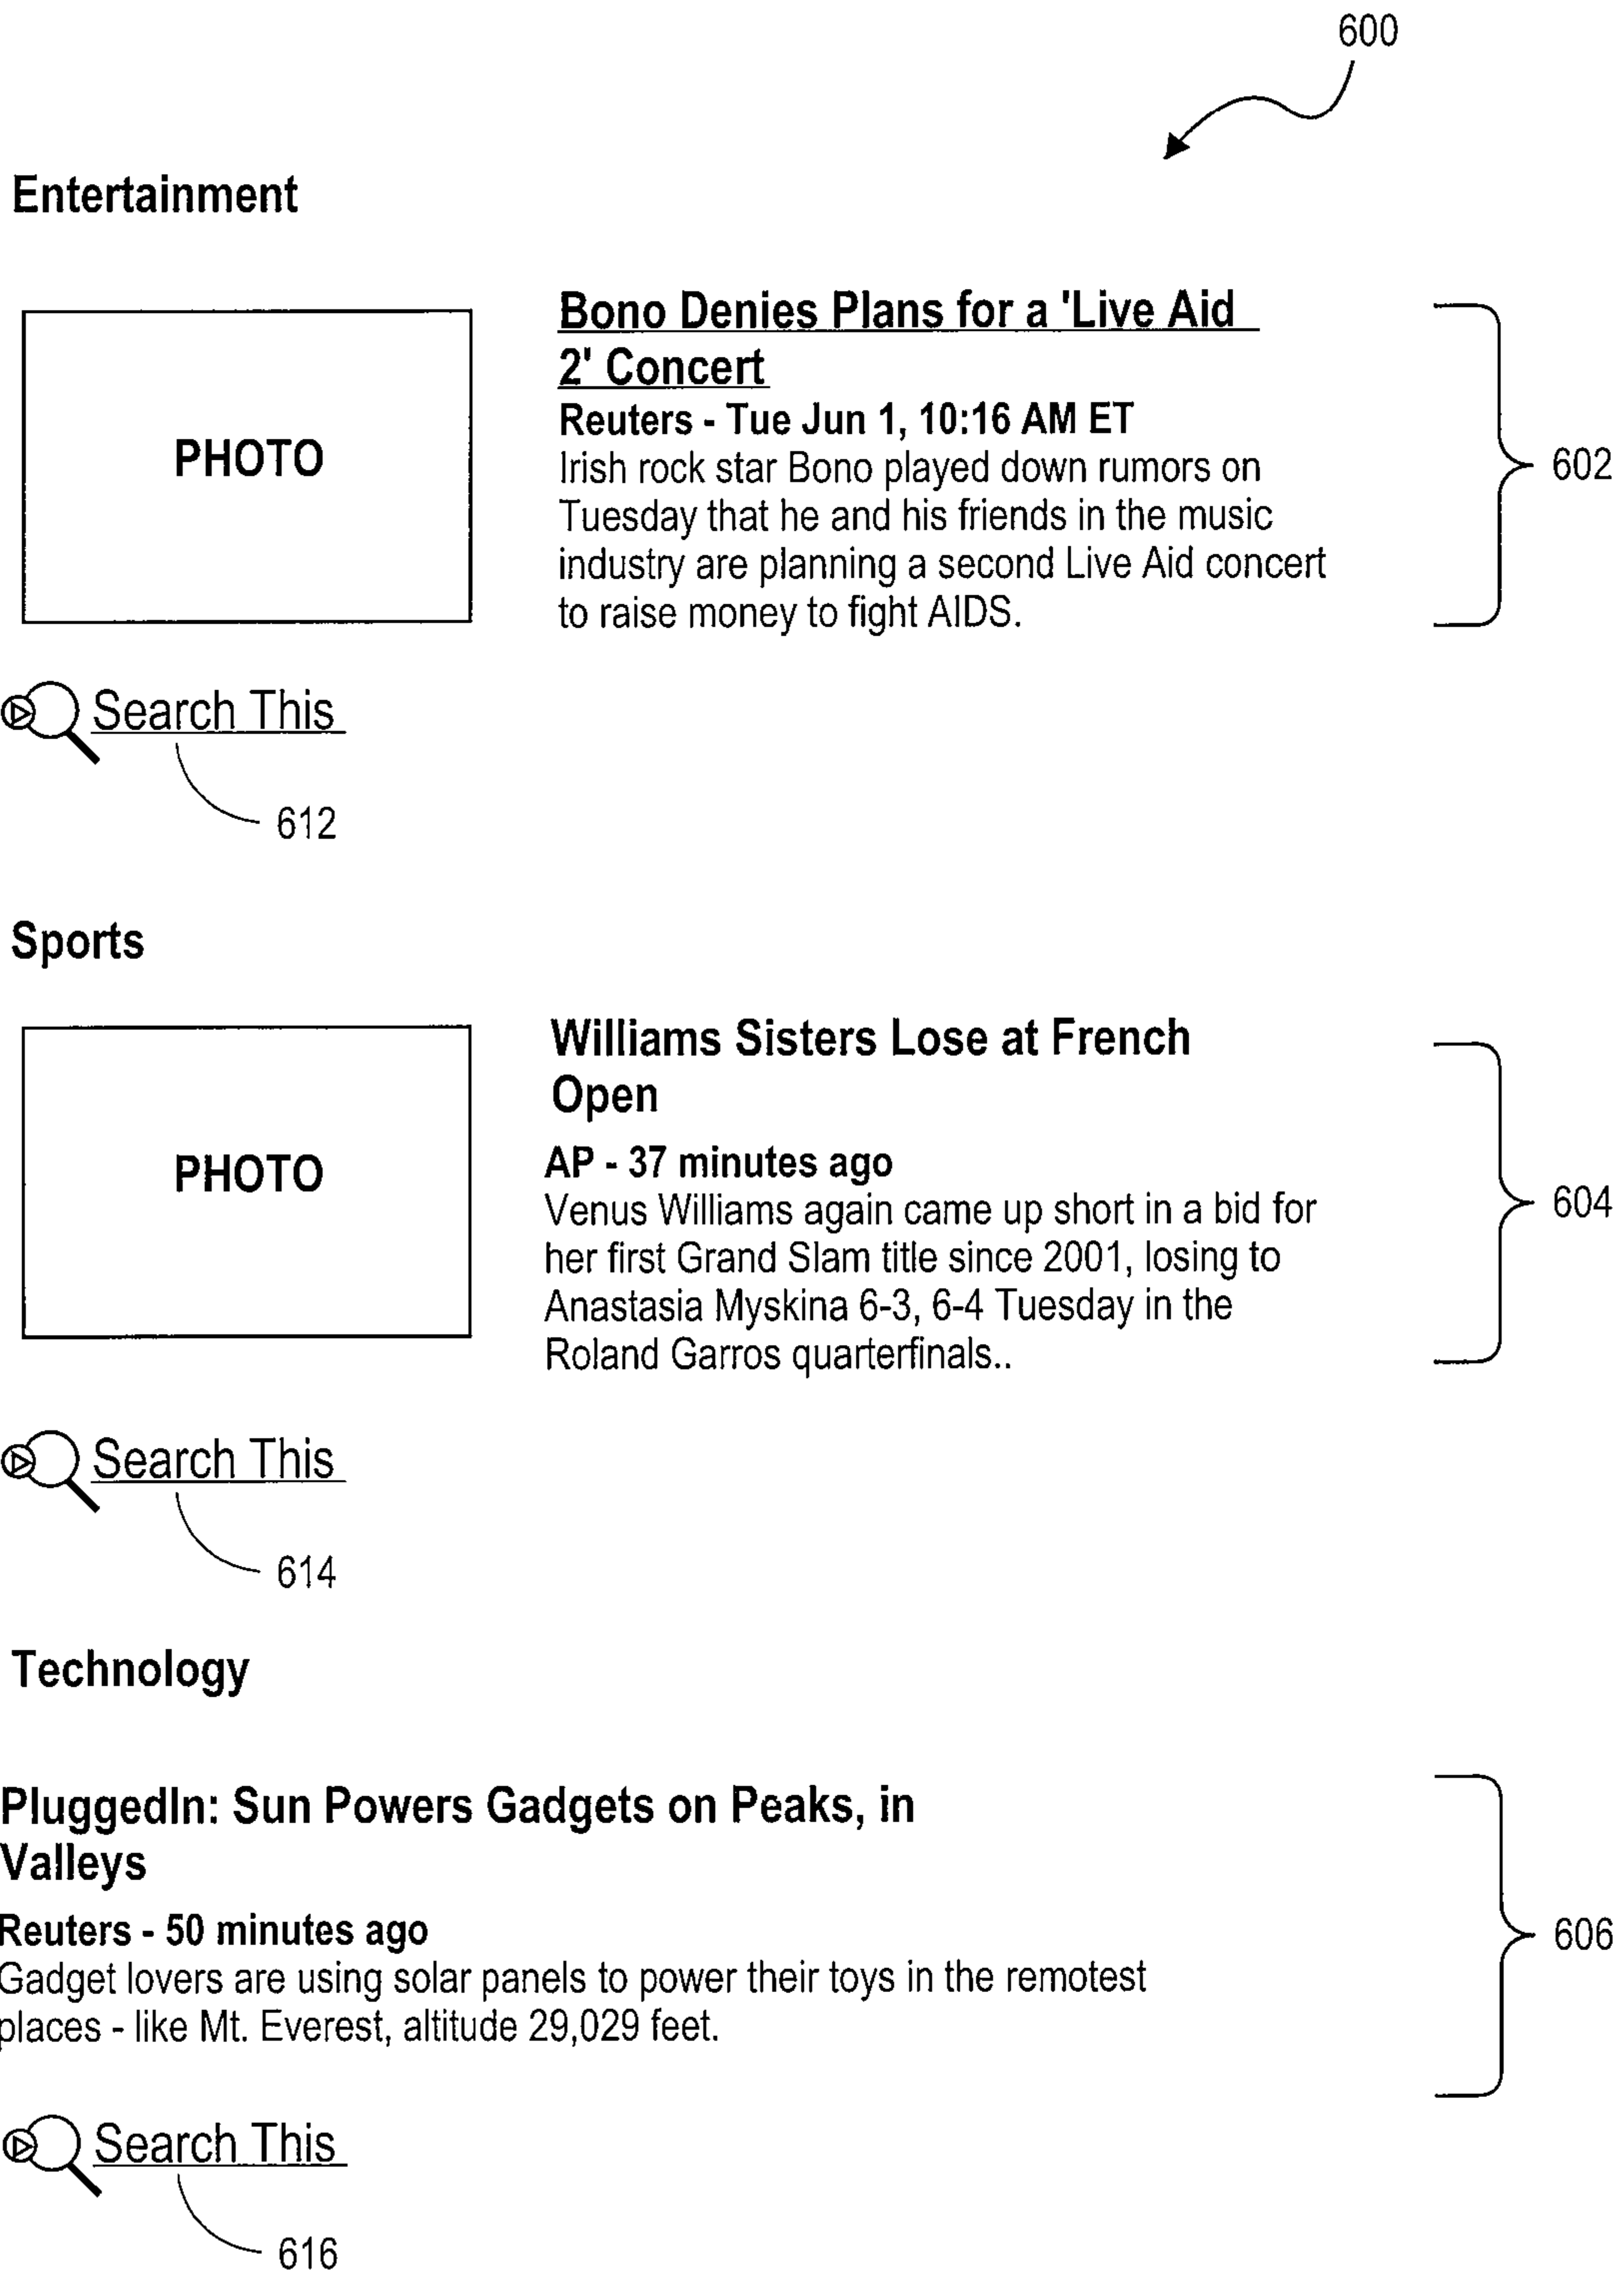 600
Entertainment
PHOTO
Bono Denies Plans for a 'Live Aid
2' Concert
Reuters - Tue Jun 1, 10:16 AM ET
Irish rock star Bono played down rumors on
Tuesday that he and his friends in the music
industry are planning a second Live Aid concert
to raise money to fight AIDS.
602
Search This
612
Sports
PHOTO
Williams Sisters Lose at French
Open
AP - 37 minutes ago
Venus Williams again came up short in a bid for
her first Grand Slam title since 2001, losing to
Anastasia Myskina 6-3, 6-4 Tuesday in the
Roland Garros quarterfinals..
604
Search This
614
Technology
PluggedIn: Sun Powers Gadgets on Peaks, in
Valleys
Reuters - 50 minutes ago
Gadget lovers are using solar panels to power their toys in the remotest
places - like Mt. Everest, altitude 29,029 feet.
606
Search This
616